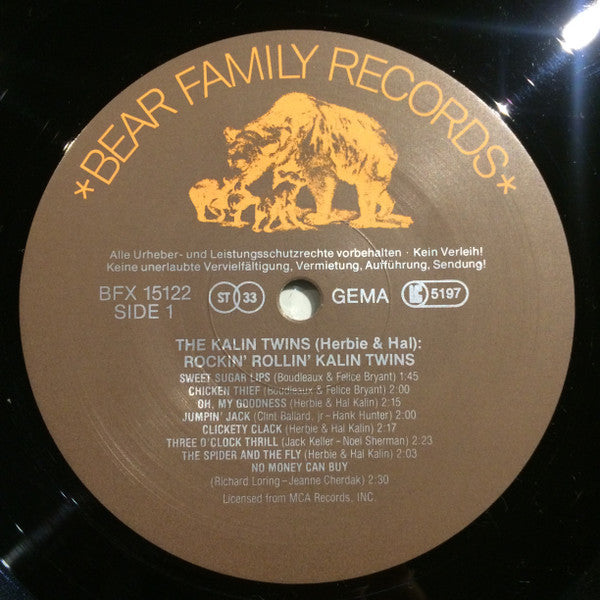 *BEAR FAMILY RECORDS*
Alle Urheber- und Leistungsschutzrechte vorbehalten · Kein Verleih!
Keine unerlaubte Vervielfältigung, Vermietung, Aufführung, Sendung!
BFX 15122 ST 33 GEMA LC 5197
SIDE 1
THE KALIN TWINS (Herbie & Hal):
ROCKIN' ROLLIN' KALIN TWINS
SWEET SUGAR LIPS (Boudleaux & Felice Bryant) 1:45
CHICKEN THIEF (Boudleaux & Felice Bryant) 2:00
OH, MY GOODNESS (Herbie & Hal Kalin) 2:15
JUMPIN' JACK (Clint Ballard, jr - Hank Hunter) 2:00
CLICKETY CLACK (Herbie & Hal Kalin) 2:17
THREE O'CLOCK THRILL (Jack Keller - Noel Sherman) 2:23
THE SPIDER AND THE FLY (Herbie & Hal Kalin) 2:03
NO MONEY CAN BUY
(Richard Loring - Jeanne Cherdak) 2:30
Licensed from MCA Records, INC.